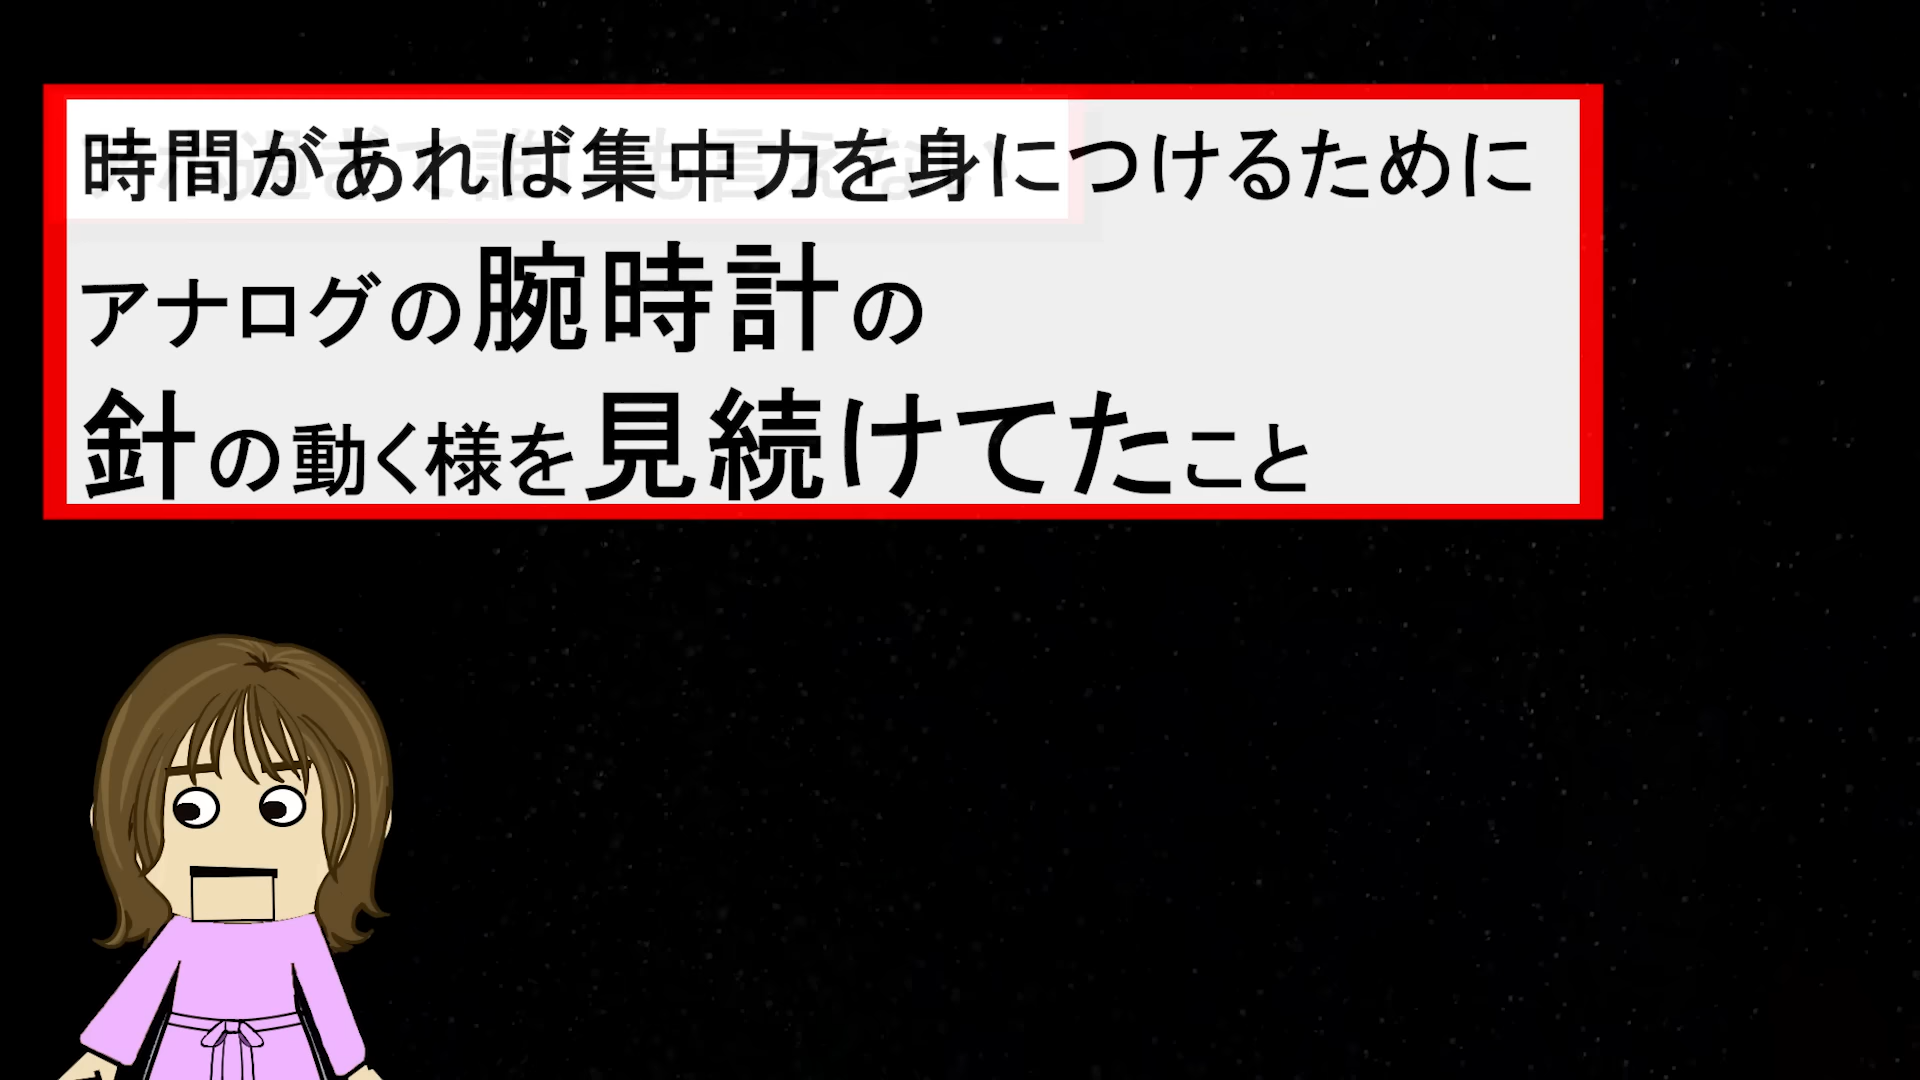 時間があれば集中力を身につけるために
アナログの腕時計の
針の動く様を見続けてたこと